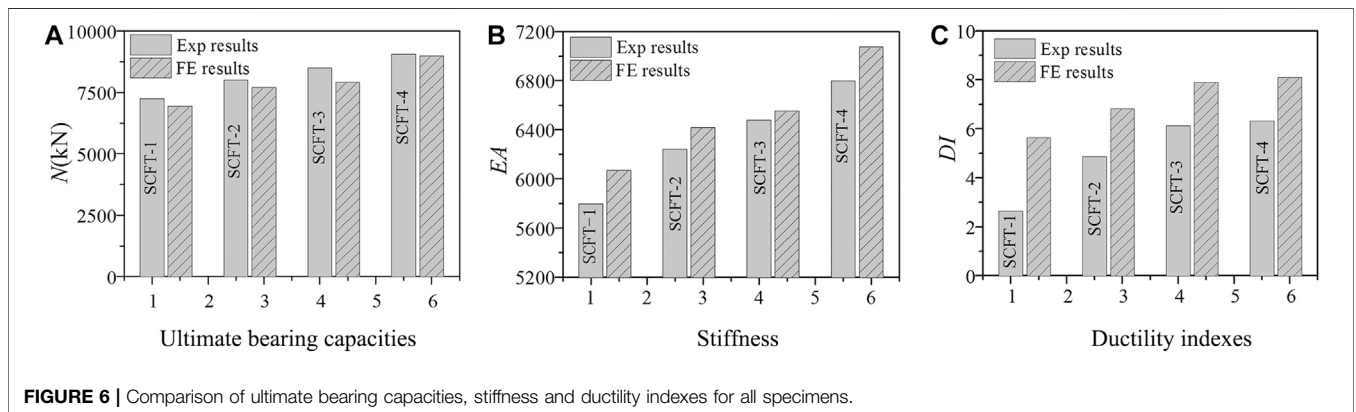 A
10000
7500
5000
2500
0
N(kN)
Exp results
FE results
SCFT-1
SCFT-2
SCFT-3
SCFT-4
1 2 3 4 5 6
Ultimate bearing capacities
B
7200
6800
6400
6000
5600
5200
EA
Exp results
FE results
SCFT-1
SCFT-2
SCFT-3
SCFT-4
1 2 3 4 5 6
Stiffness
C
10
8
6
4
2
0
DI
Exp results
FE results
SCFT-1
SCFT-2
SCFT-3
SCFT-4
1 2 3 4 5 6
Ductility indexes
FIGURE 6 | Comparison of ultimate bearing capacities, stiffness and ductility indexes for all specimens.